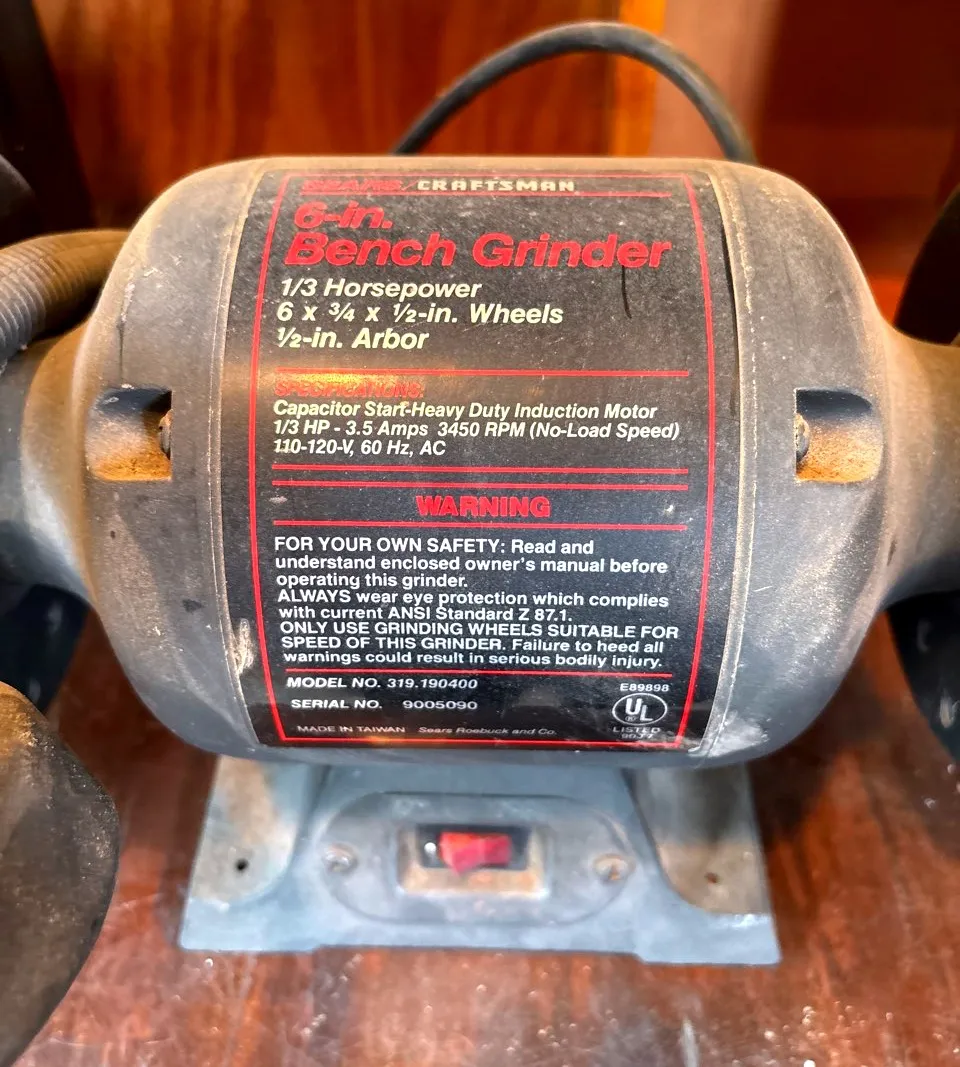 SEARS / CRAFTSMAN
6-in.
Bench Grinder
1/3 Horsepower
6 x ¾ x ½-in. Wheels
½-in. Arbor
SPECIFICATIONS:
Capacitor Start-Heavy Duty Induction Motor
1/3 HP - 3.5 Amps 3450 RPM (No-Load Speed)
110-120-V, 60 Hz, AC
WARNING
FOR YOUR OWN SAFETY: Read and
understand enclosed owner's manual before
operating this grinder.
ALWAYS wear eye protection which complies
with current ANSI Standard Z 87.1.
ONLY USE GRINDING WHEELS SUITABLE FOR
SPEED OF THIS GRINDER. Failure to heed all
warnings could result in serious bodily injury.
MODEL NO. 319.190400
SERIAL NO. 9005090
E89898
UL
®
LISTED
MADE IN TAIWAN Sears Roebuck and Co.